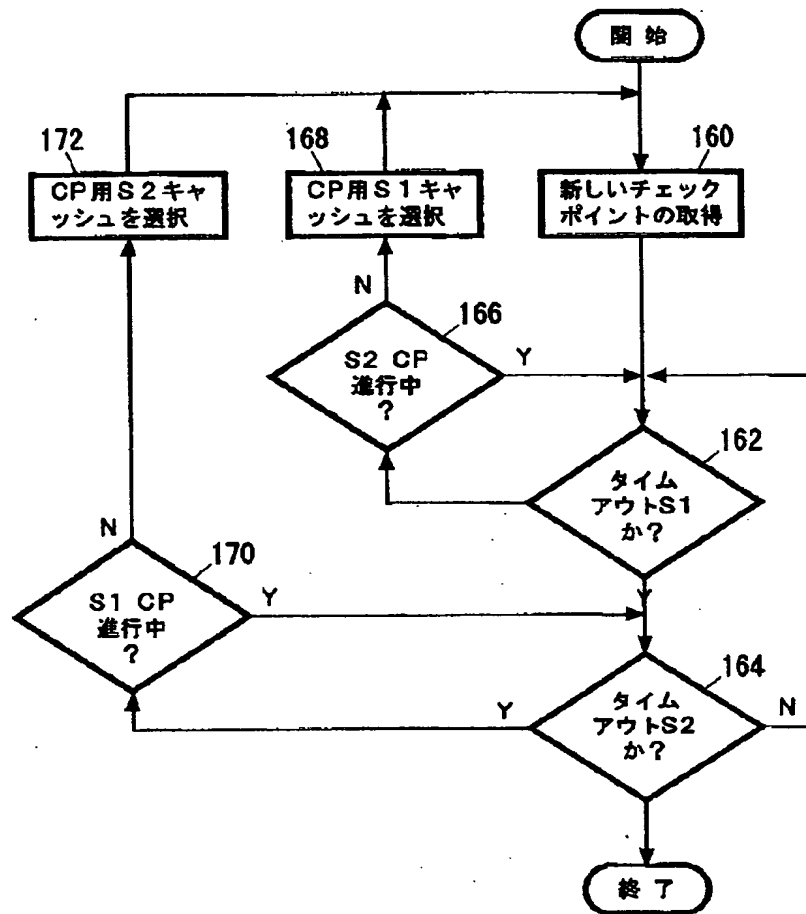 開始
172
CP用S2キャ
ッシュを選択
168
CP用S1キャ
ッシュを選択
160
新しいチェック
ポイントの取得
N
166
S2 CP
進行中
?
Y
162
タイム
アウトS1
か?
Y
N
170
S1 CP
進行中
?
Y
164
タイム
アウトS2
か?
Y
N
終了